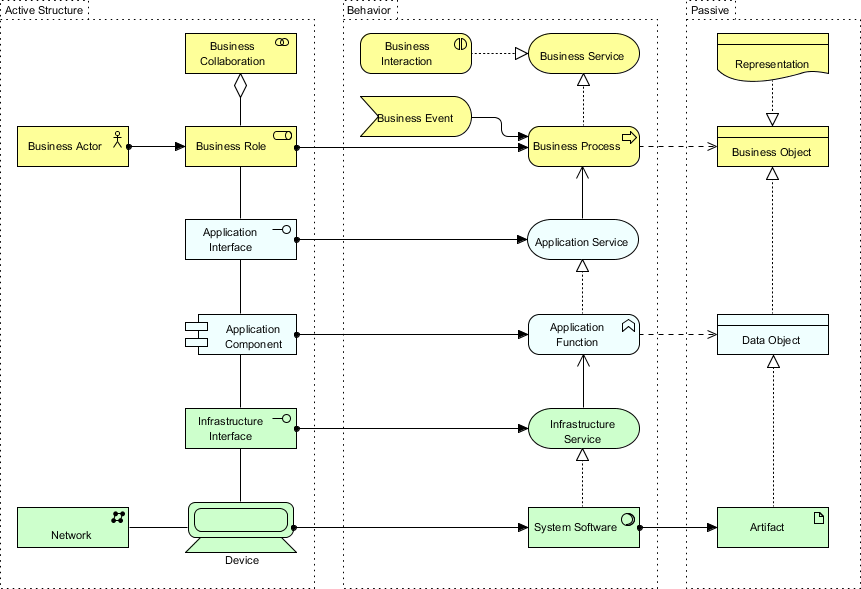 Active Structure
Behavior
Passive
Business
Collaboration
Business
Interaction
Business Service
Representation
Business Event
Business Actor
Business Role
Business Process
Business Object
Application
Interface
Application Service
Application
Component
Application
Function
Data Object
Infrastructure
Interface
Infrastructure
Service
Network
Device
System Software
Artifact